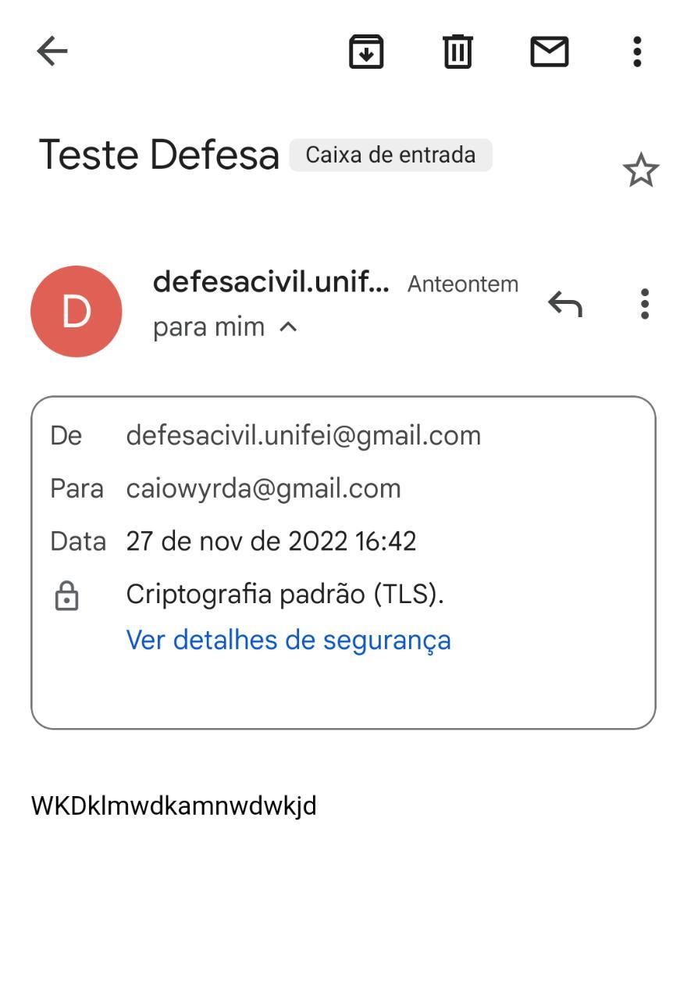 Teste Defesa Caixa de entrada
D
defesacivil.unif... Anteontem
para mim
De defesacivil.unifei@gmail.com
Para caiowyrda@gmail.com
Data 27 de nov de 2022 16:42
Criptografia padrão (TLS).
Ver detalhes de segurança
WKDklmwdkamnwdwkjd